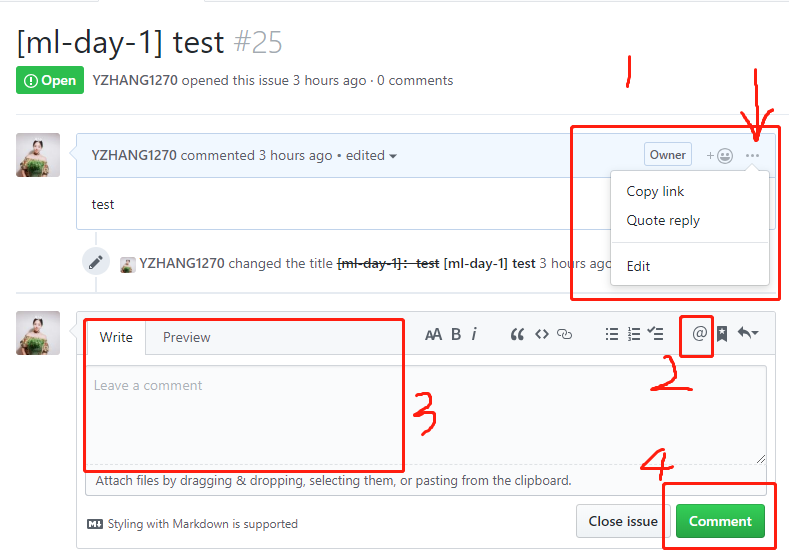 [ml-day-1] test #25
Open YZHANG1270 opened this issue 3 hours ago · 0 comments
1
YZHANG1270 commented 3 hours ago • edited
Owner
Copy link
test
Quote reply
YZHANG1270 changed the title [ml-day-1]：test [ml-day-1] test 3 hours ago
Edit
Write Preview AA B i @
2
Leave a comment
3
4
Attach files by dragging & dropping, selecting them, or pasting from the clipboard.
Styling with Markdown is supported
Close issue Comment